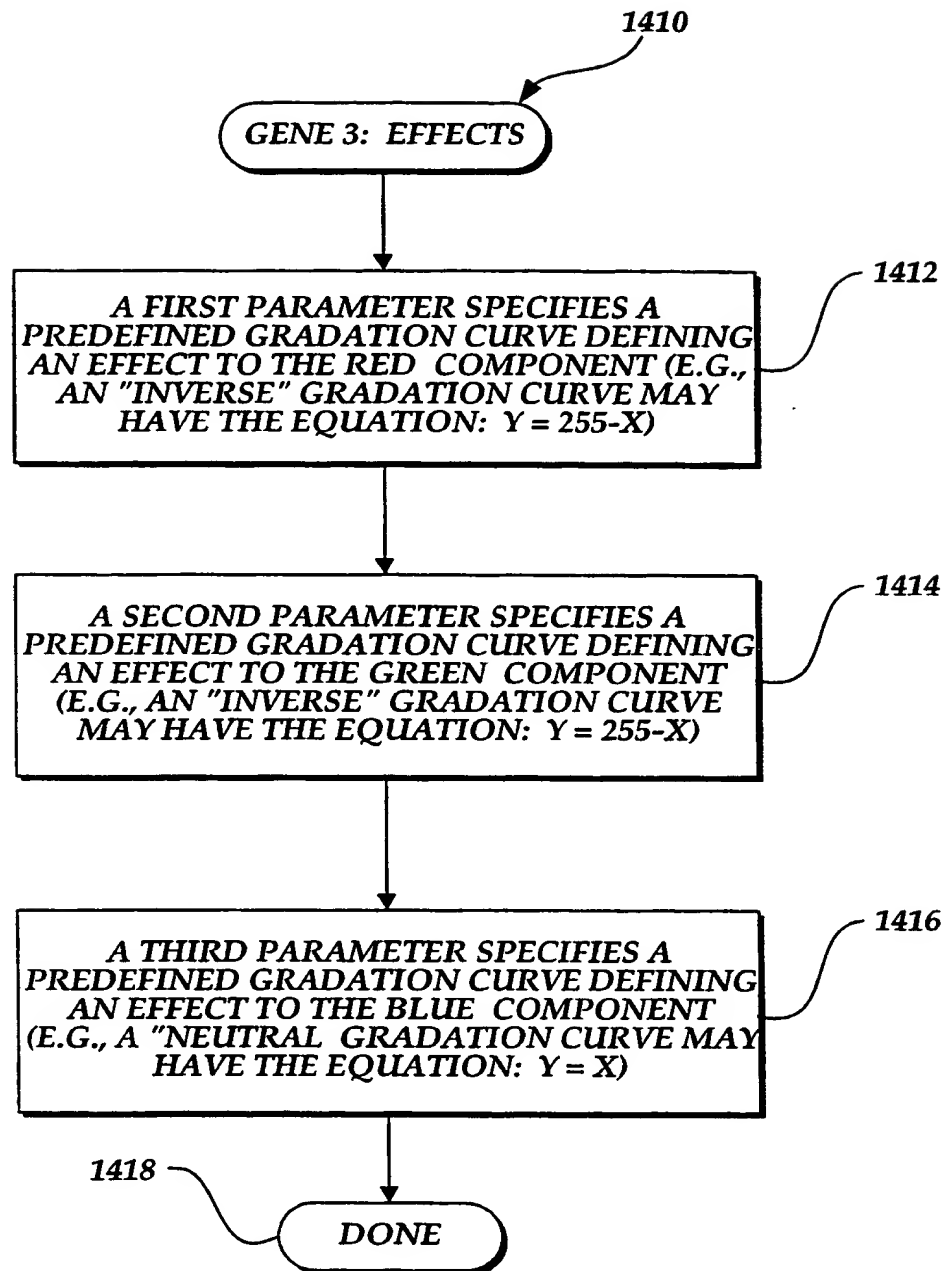 1410
GENE 3: EFFECTS
1412
A FIRST PARAMETER SPECIFIES A
PREDEFINED GRADATION CURVE DEFINING
AN EFFECT TO THE RED COMPONENT (E.G.,
AN "INVERSE" GRADATION CURVE MAY
HAVE THE EQUATION: Y = 255-X)
1414
A SECOND PARAMETER SPECIFIES A
PREDEFINED GRADATION CURVE DEFINING
AN EFFECT TO THE GREEN COMPONENT
(E.G., AN "INVERSE" GRADATION CURVE
MAY HAVE THE EQUATION: Y = 255-X)
1416
A THIRD PARAMETER SPECIFIES A
PREDEFINED GRADATION CURVE DEFINING
AN EFFECT TO THE BLUE COMPONENT
(E.G., A "NEUTRAL GRADATION CURVE MAY
HAVE THE EQUATION: Y = X)
1418
DONE